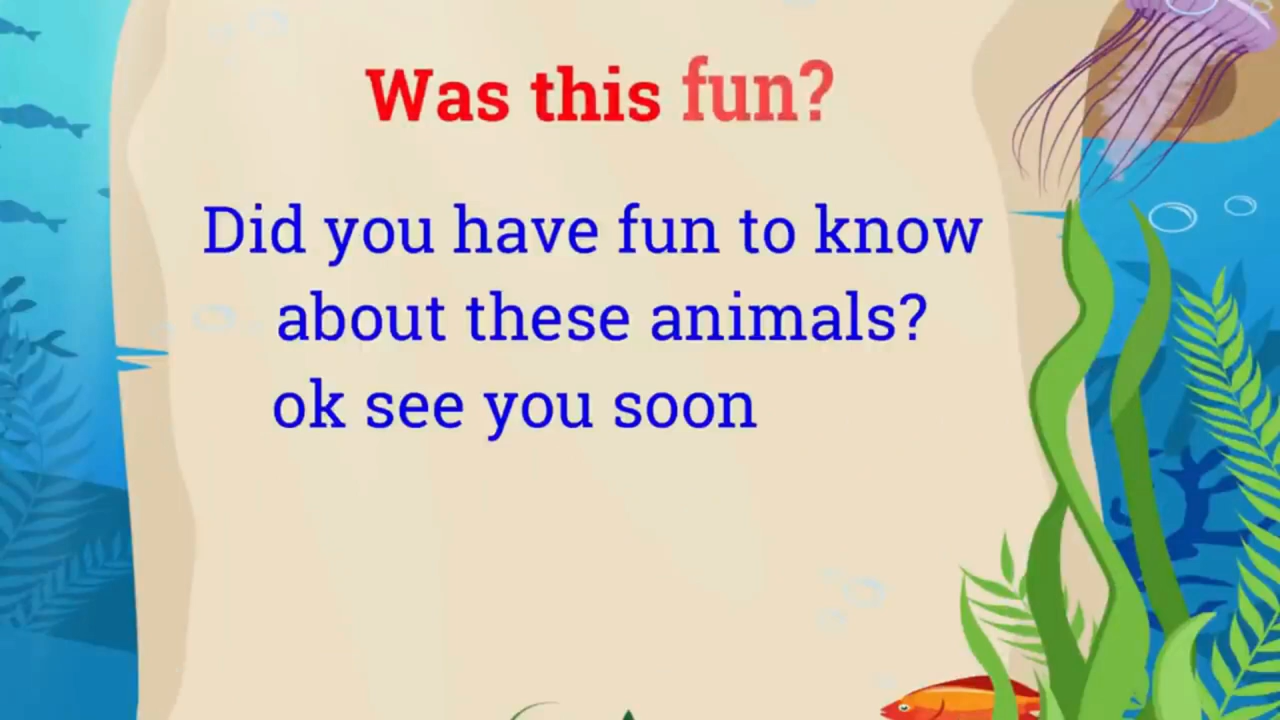 Was this fun?
Did you have fun to know
about these animals?
ok see you soon